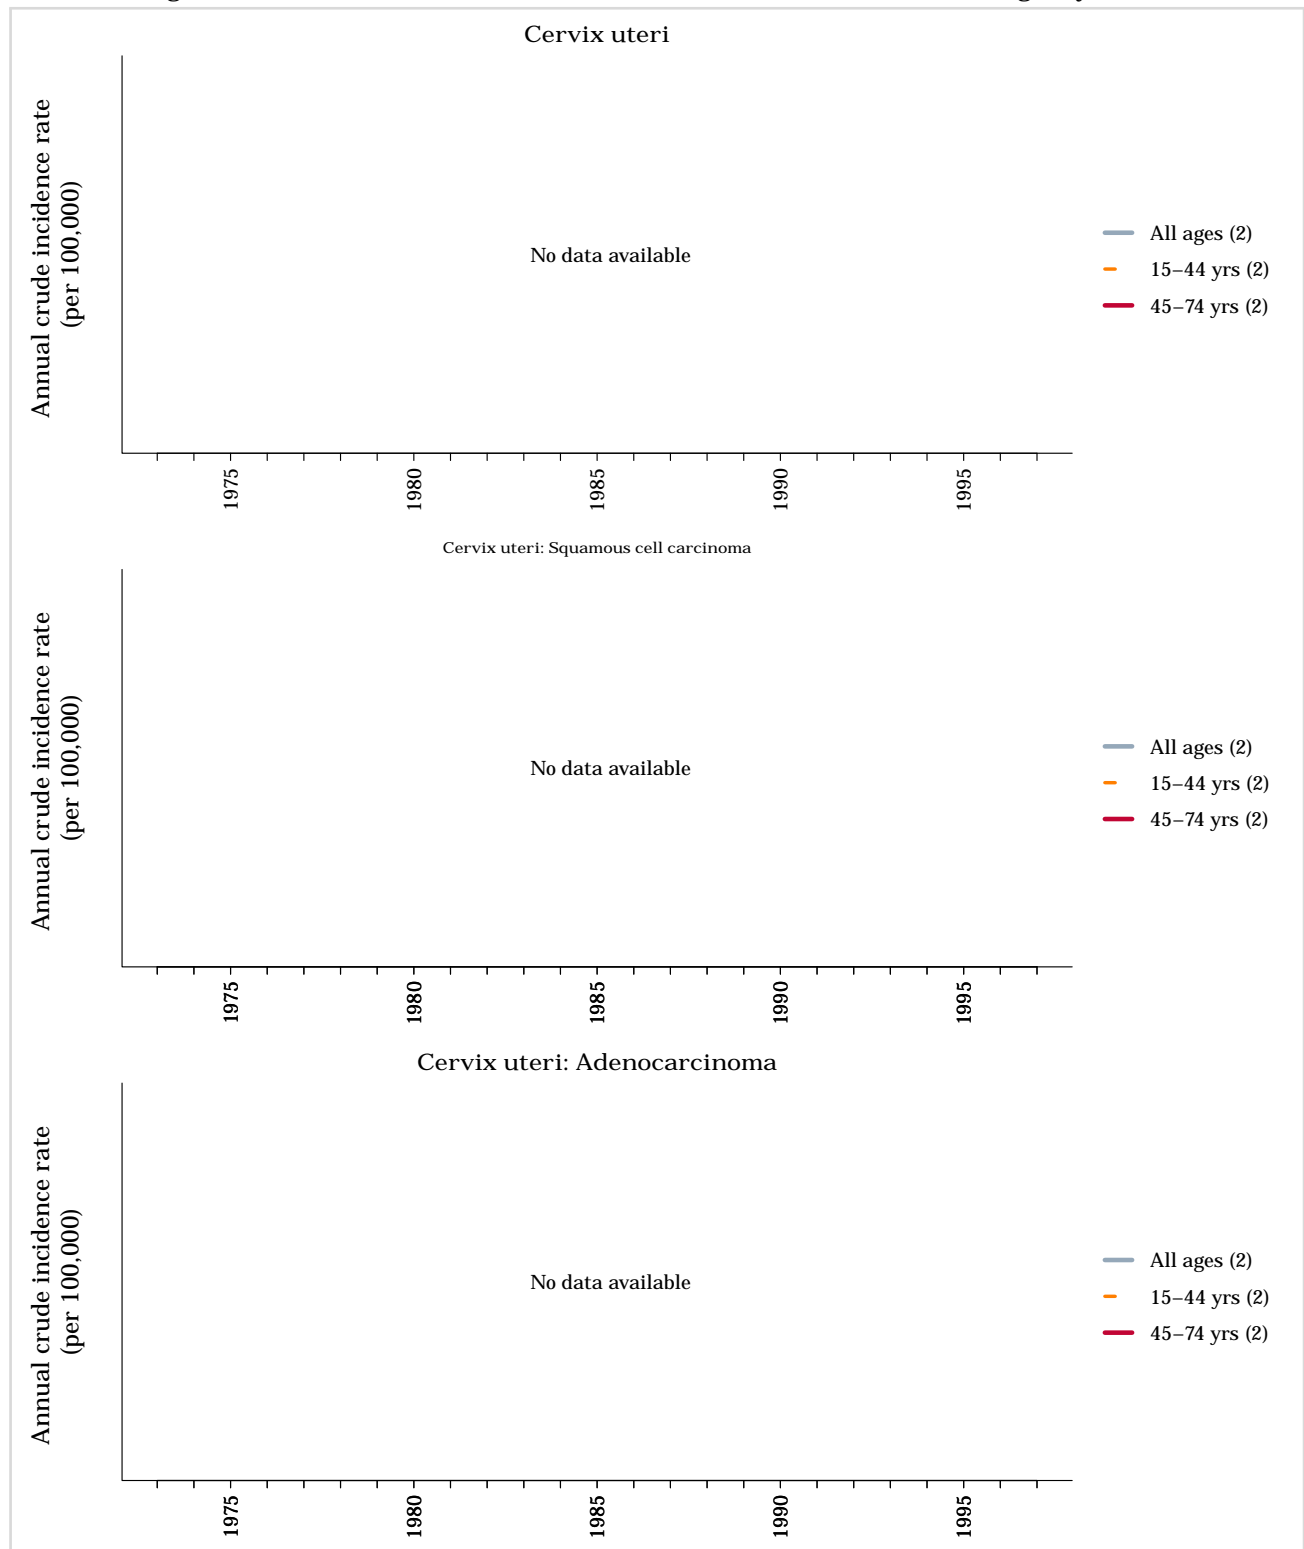 Cervix uteri
Annual crude incidence rate
(per 100,000)
No data available
All ages (2)
15–44 yrs (2)
45–74 yrs (2)
1975
1980
1985
1990
1995
Cervix uteri: Squamous cell carcinoma
Annual crude incidence rate
(per 100,000)
No data available
All ages (2)
15–44 yrs (2)
45–74 yrs (2)
1975
1980
1985
1990
1995
Cervix uteri: Adenocarcinoma
Annual crude incidence rate
(per 100,000)
No data available
All ages (2)
15–44 yrs (2)
45–74 yrs (2)
1975
1980
1985
1990
1995